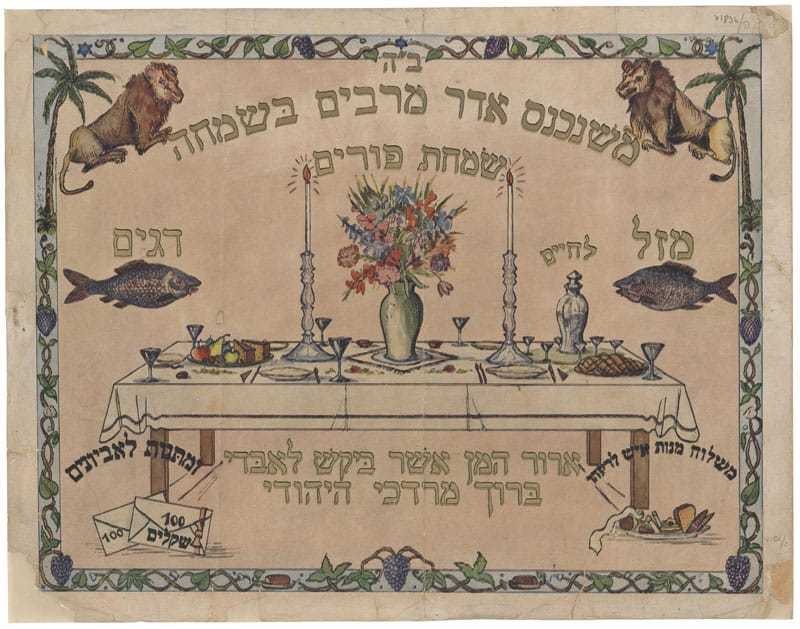 ב"ה
משנכנס אדר מרבים בשמחה
שמחת פורים
מזל
לחיים
דגים
משלוח מנות איש לרעהו
ומתנות לאביונים
ארור המן אשר ביקש לאבדי
ברוך מרדכי היהודי
100
100
שקלים